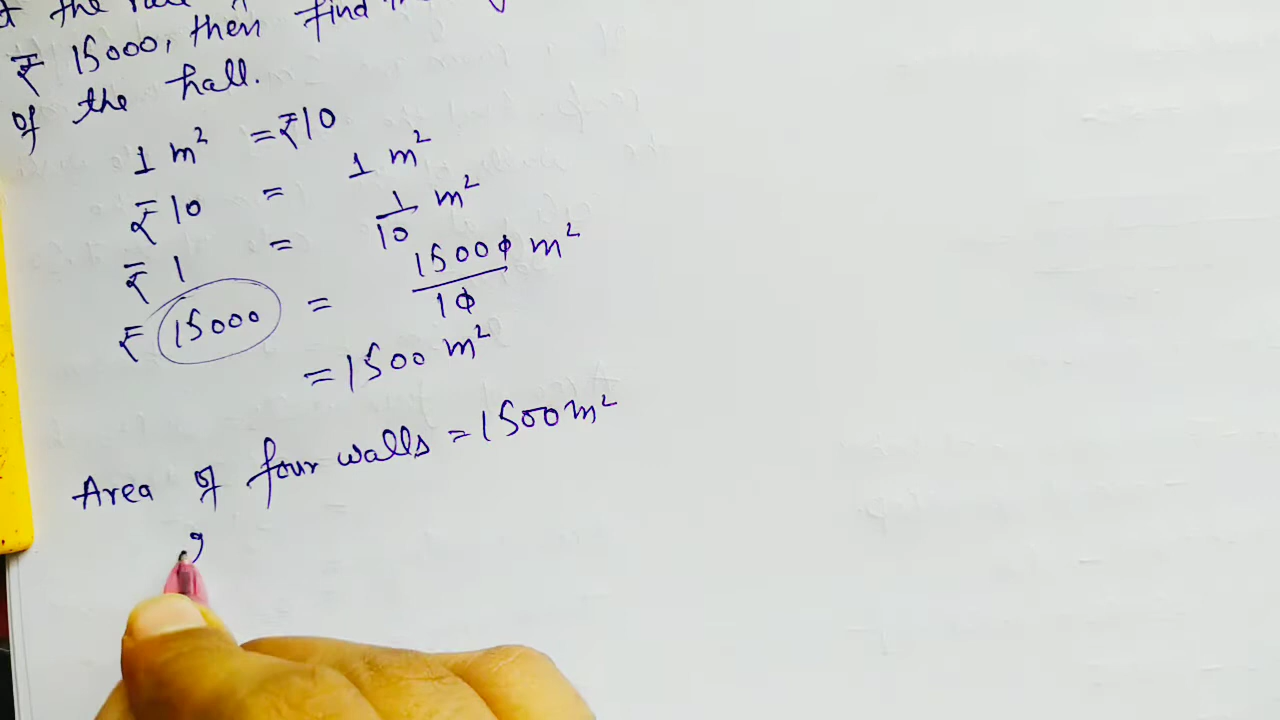 the
₹ 15000, then find
of the hall.
1 m² = ₹10
₹ 10 = 1 m²
₹ 1 = 1/10 m²
₹ 15000 = 15000/10 m²
= 1500 m²
Area of four walls = 1500 m²